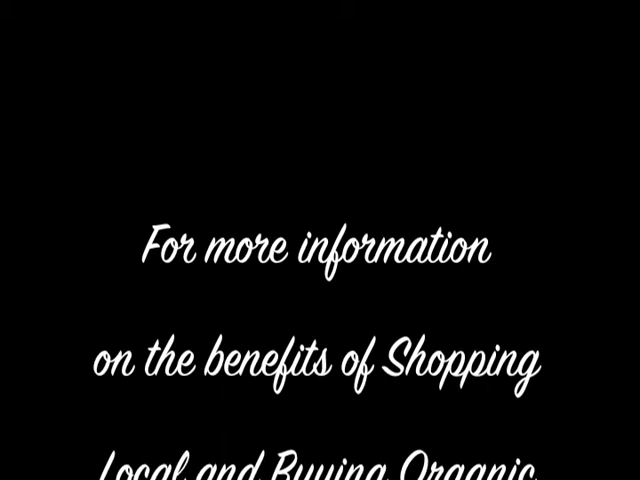 For more information
on the benefits of Shopping
Local and Buying Organic